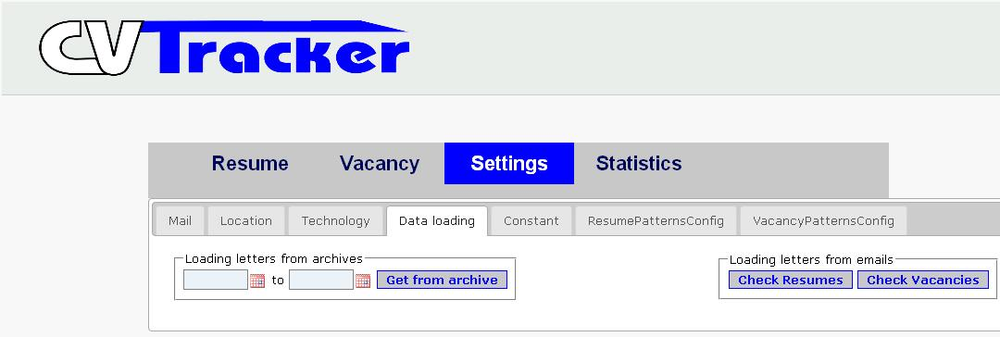 CVTracker
Resume Vacancy Settings Statistics
Mail Location Technology Data loading Constant ResumePatternsConfig VacancyPatternsConfig
Loading letters from archives Loading letters from emails
to Get from archive Check Resumes Check Vacancies